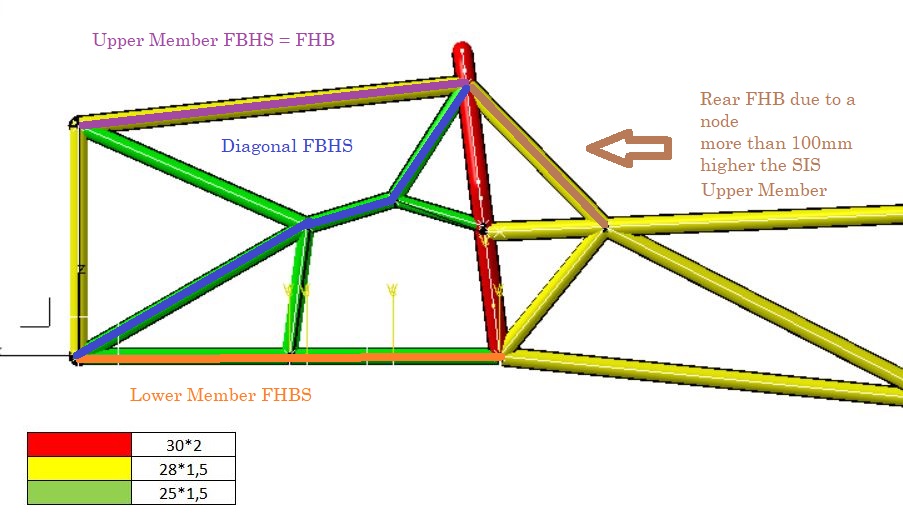 Upper Member FBHS = FHB
Rear FHB due to a
node
more than 100mm
higher the SIS
Upper Member
Diagonal FBHS
Z
Lower Member FHBS
30*2
28*1,5
25*1,5